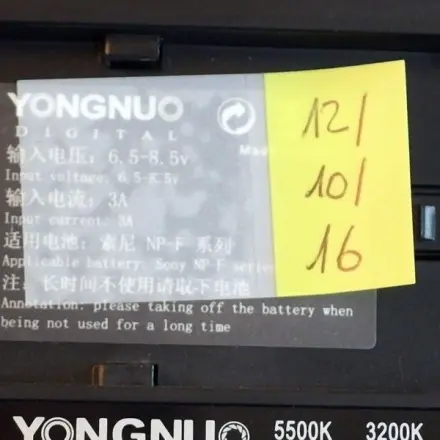 YONGNUO
DIGITAL
输入电压: 6.5-8.5v
Input voltage: 6.5-8.5v
输入电流: 3A
Input current: 3A
适用电池: 索尼 NP-F 系列
Applicable battery: Sony NP-F series
注: 长时间不使用请取下电池
Annotation: please taking off the battery when
being not used for a long time
12/
10/
16
YONGNUO 5500K 3200K